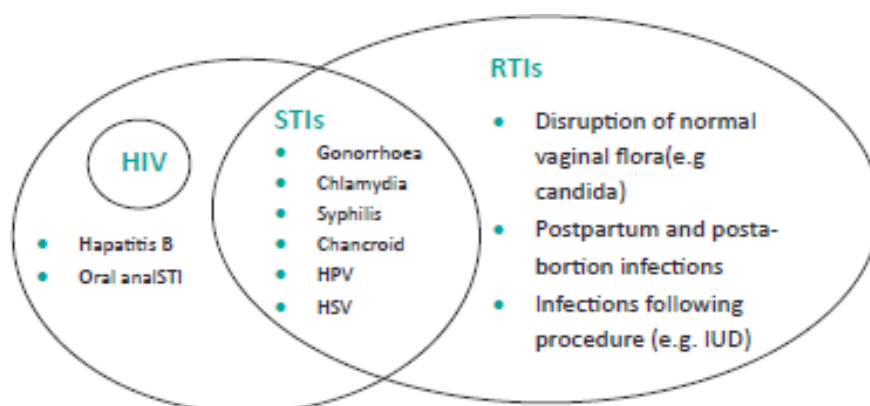 HIV
Hapatitis B
Oral analSTI
STIs
Gonorrhoea
Chlamydia
Syphilis
Chancroid
HPV
HSV
RTIs
Disruption of normal
vaginal flora(e.g
candida)
Postpartum and posta-
bortion infections
Infections following
procedure (e.g. IUD)